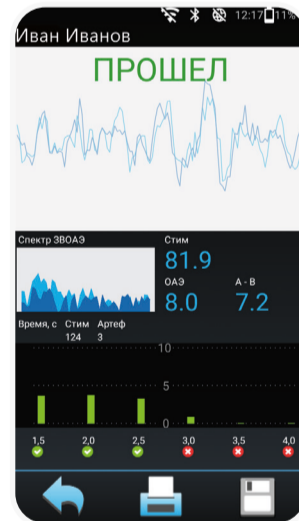 12:17 11%
Иван Иванов
ПРОШЕЛ
Спектр ЗВОАЭ
Стим
81.9
ОАЭ А - В
8.0 7.2
Время, с Стим Артеф
124 3
10
5
0
1,5 2,0 2,5 3,0 3,5 4,0